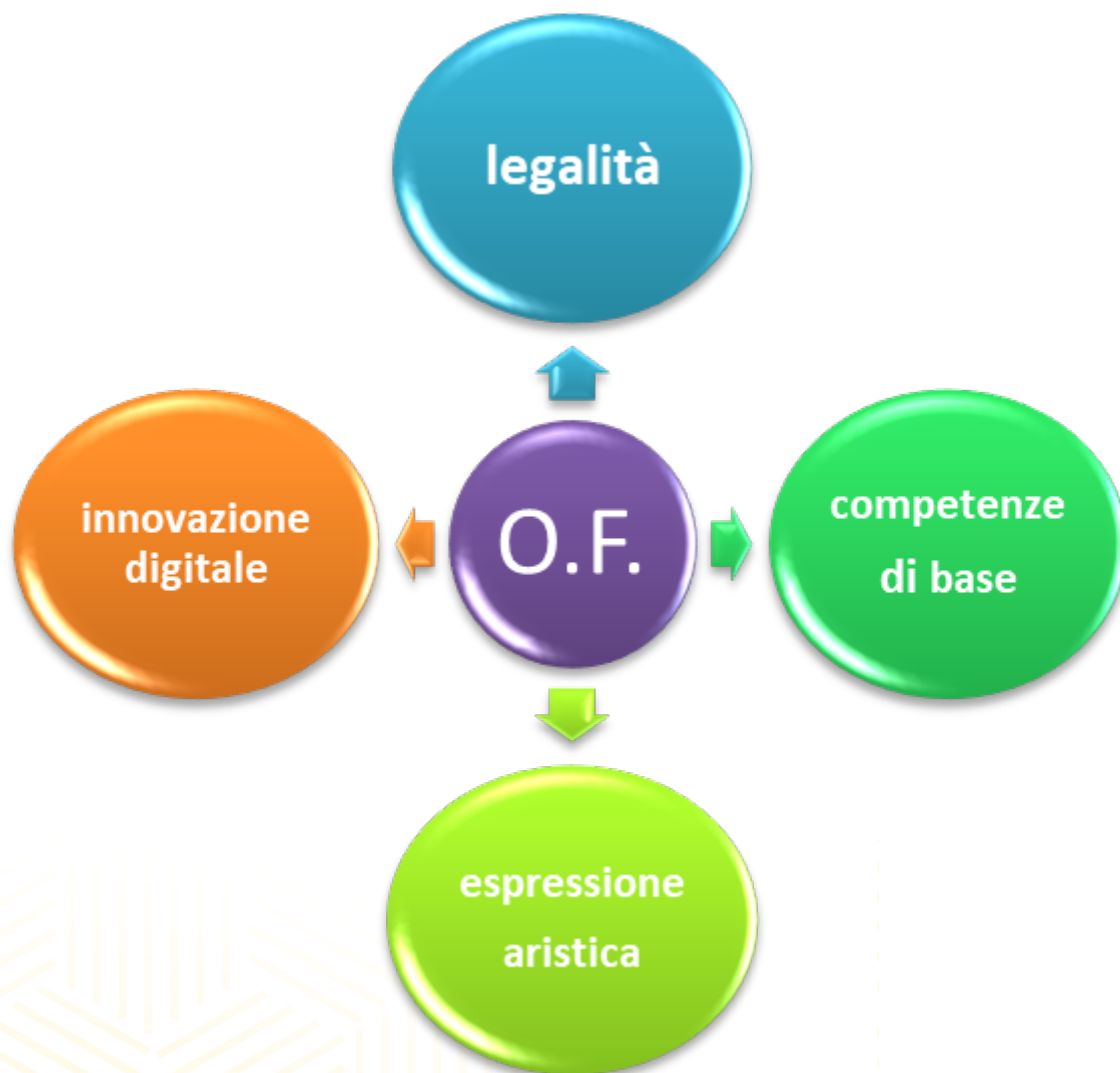 legalità
innovazione
digitale
O.F.
competenze
di base
espressione
aristica